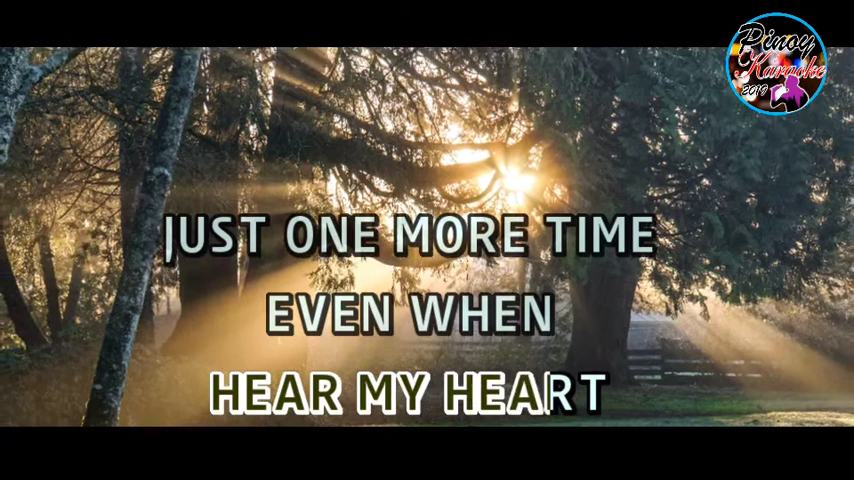 Pinoy
Karaoke
2019
JUST ONE MORE TIME
EVEN WHEN
HEAR MY HEART